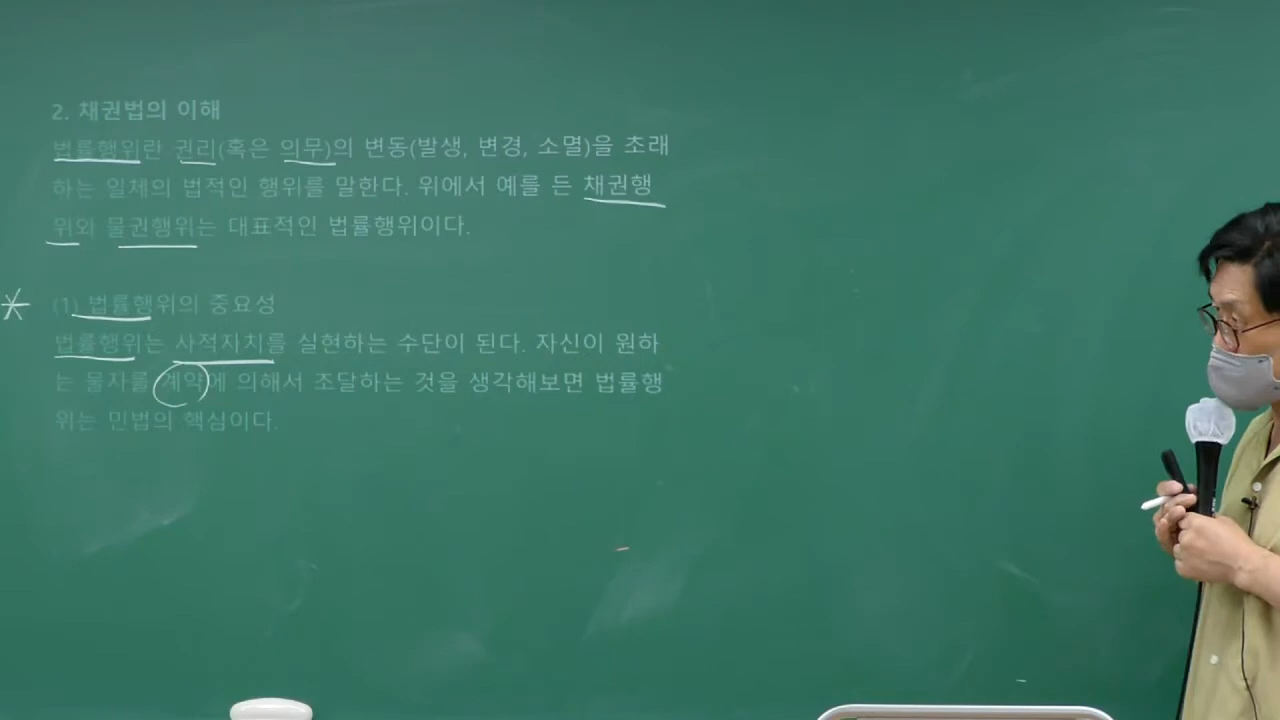 2. 채권법의 이해
법률행위란 권리(혹은 의무)의 변동(발생, 변경, 소멸)을 초래
하는 일체의 법적인 행위를 말한다. 위에서 예를 든 채권행
위와 물권행위는 대표적인 법률행위이다.
(1) 법률행위의 중요성
법률행위는 사적자치를 실현하는 수단이 된다. 자신이 원하
는 물자를 계약에 의해서 조달하는 것을 생각해보면 법률행
위는 민법의 핵심이다.